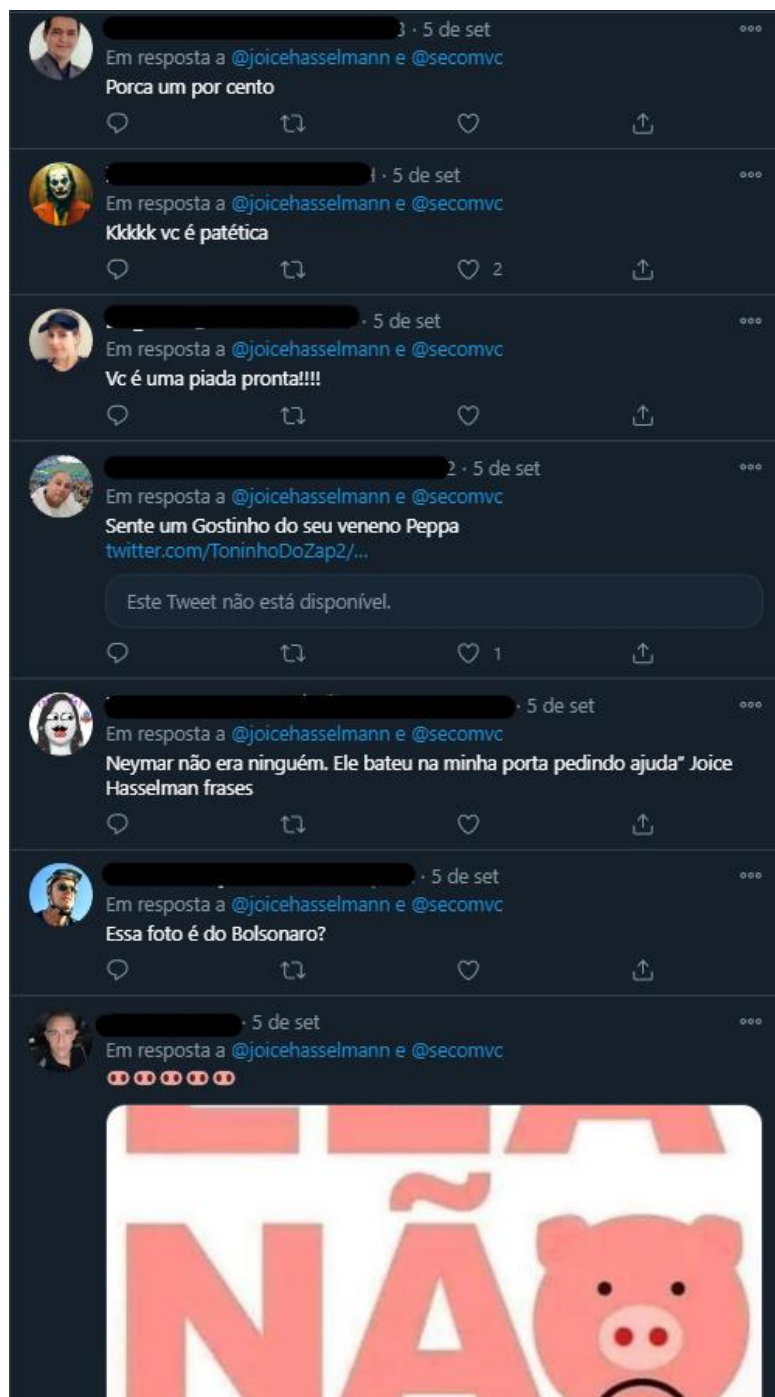 3 · 5 de set
Em resposta a @joicehasselmann e @secomvc
Porca um por cento
· 5 de set
Em resposta a @joicehasselmann e @secomvc
Kkkkk vc é patética
2
· 5 de set
Em resposta a @joicehasselmann e @secomvc
Vc é uma piada pronta!!!!
2 · 5 de set
Em resposta a @joicehasselmann e @secomvc
Sente um Gostinho do seu veneno Peppa
twitter.com/ToninhoDoZap2/...
Este Tweet não está disponível.
1
· 5 de set
Em resposta a @joicehasselmann e @secomvc
Neymar não era ninguém. Ele bateu na minha porta pedindo ajuda” Joice
Hasselman frases
· 5 de set
Em resposta a @joicehasselmann e @secomvc
Essa foto é do Bolsonaro?
· 5 de set
Em resposta a @joicehasselmann e @secomvc
🐽🐽🐽🐽🐽
ELA
NÃO